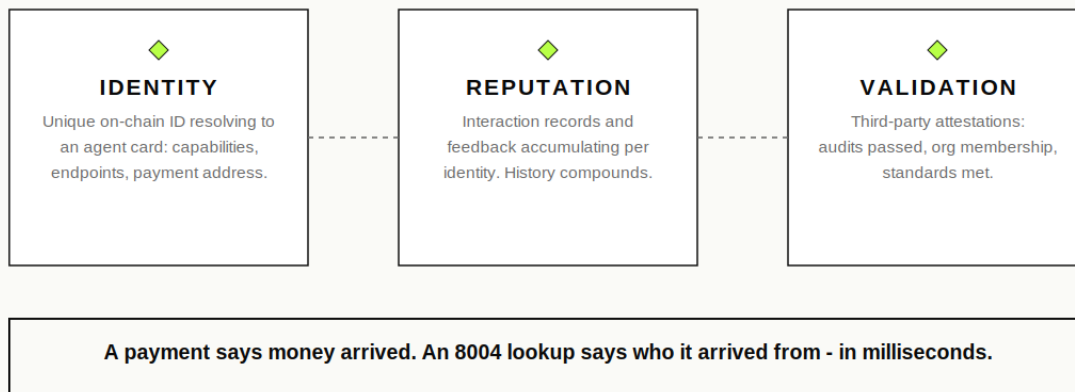 IDENTITY
Unique on-chain ID resolving to
an agent card: capabilities,
endpoints, payment address.
REPUTATION
Interaction records and
feedback accumulating per
identity. History compounds.
VALIDATION
Third-party attestations:
audits passed, org membership,
standards met.
A payment says money arrived. An 8004 lookup says who it arrived from - in milliseconds.